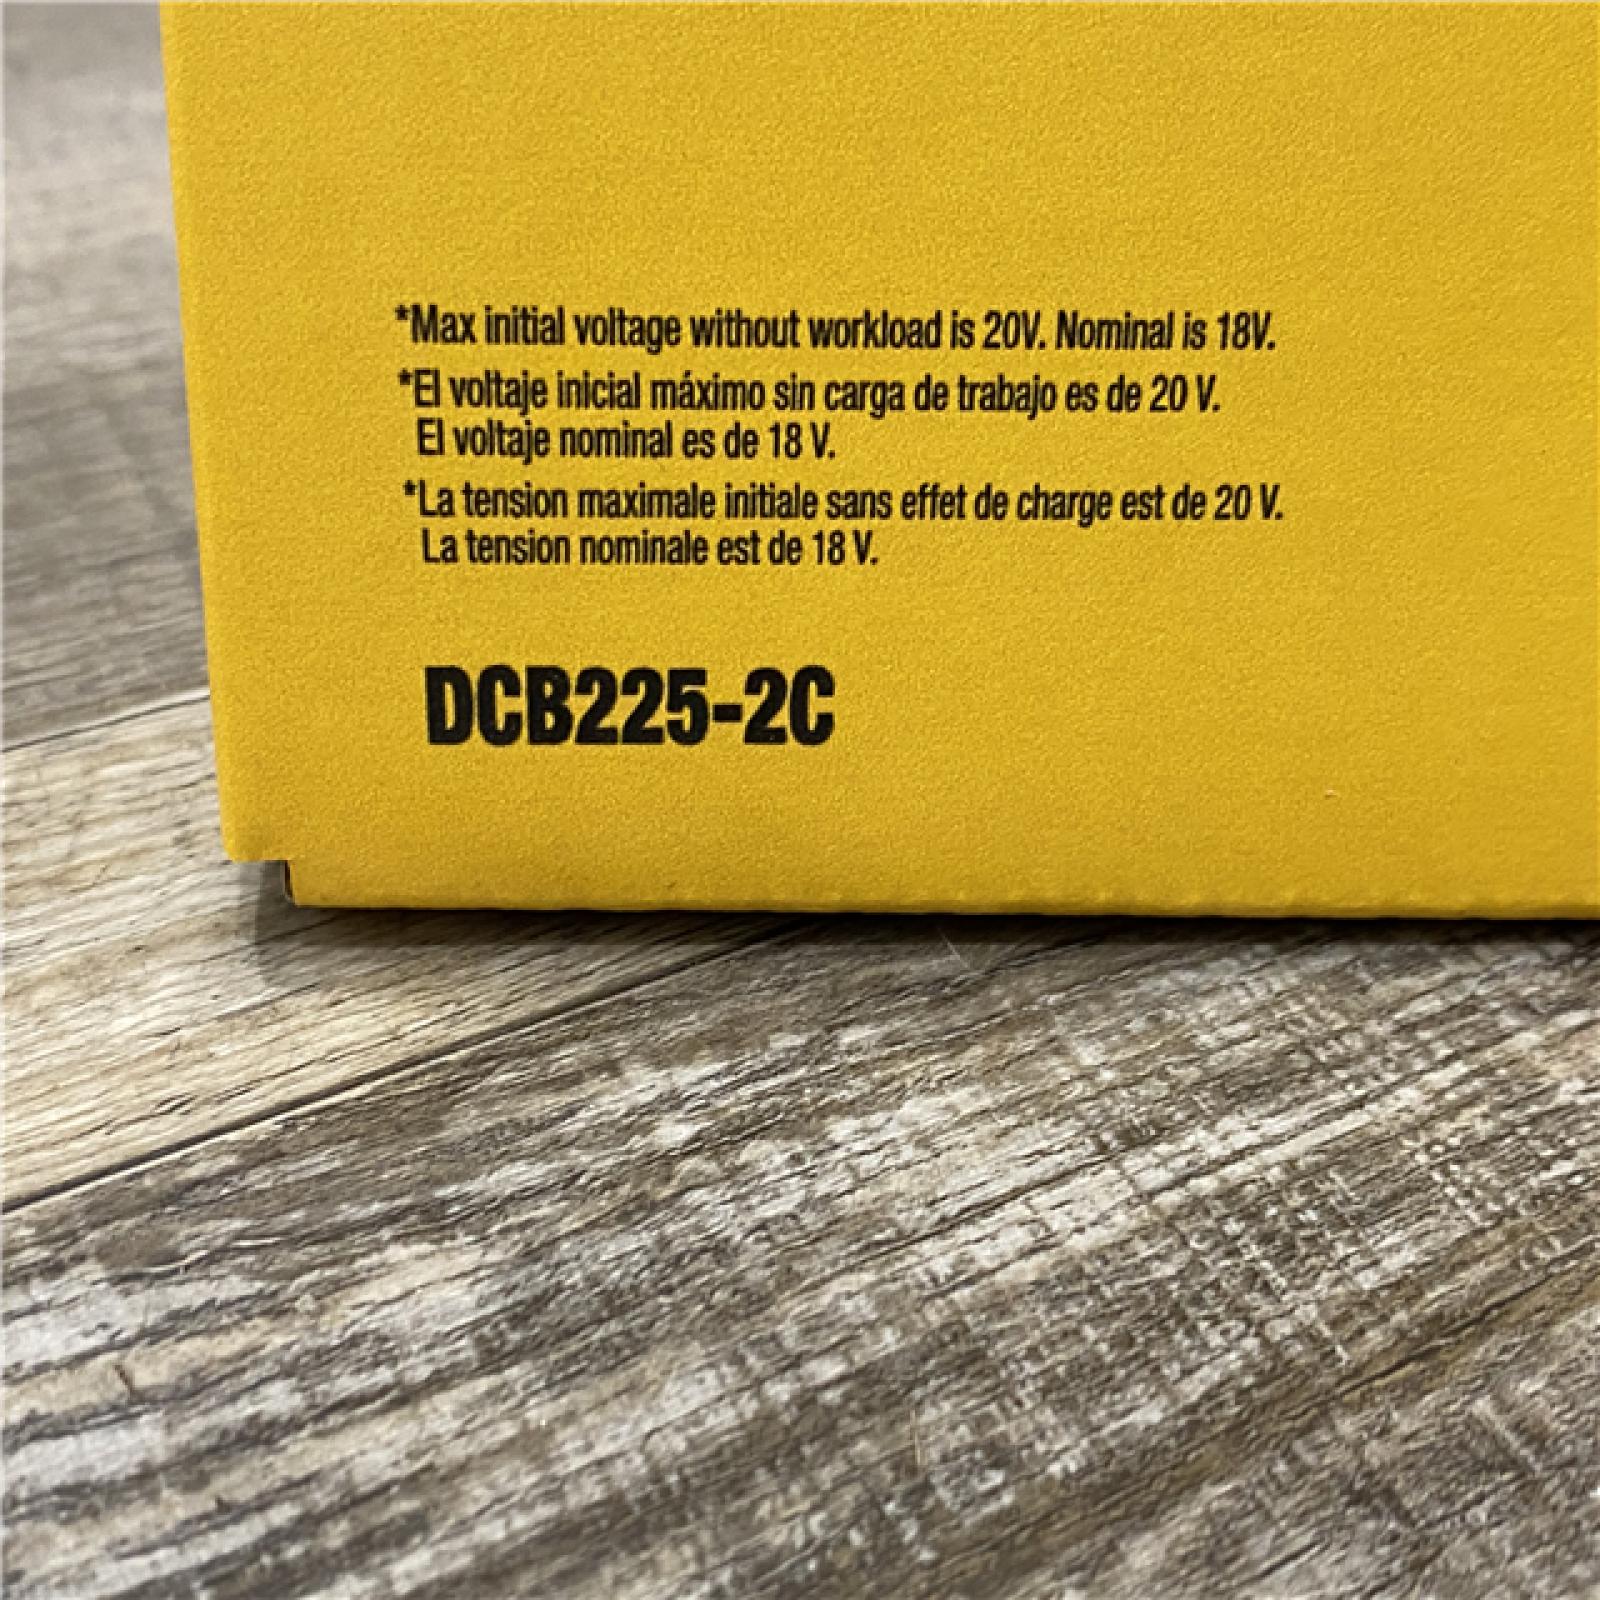 *Max initial voltage without workload is 20V. Nominal is 18V.
*El voltaje inicial máximo sin carga de trabajo es de 20 V.
El voltaje nominal es de 18 V.
*La tension maximale initiale sans effet de charge est de 20 V.
La tension nominale est de 18 V.
DCB225-2C